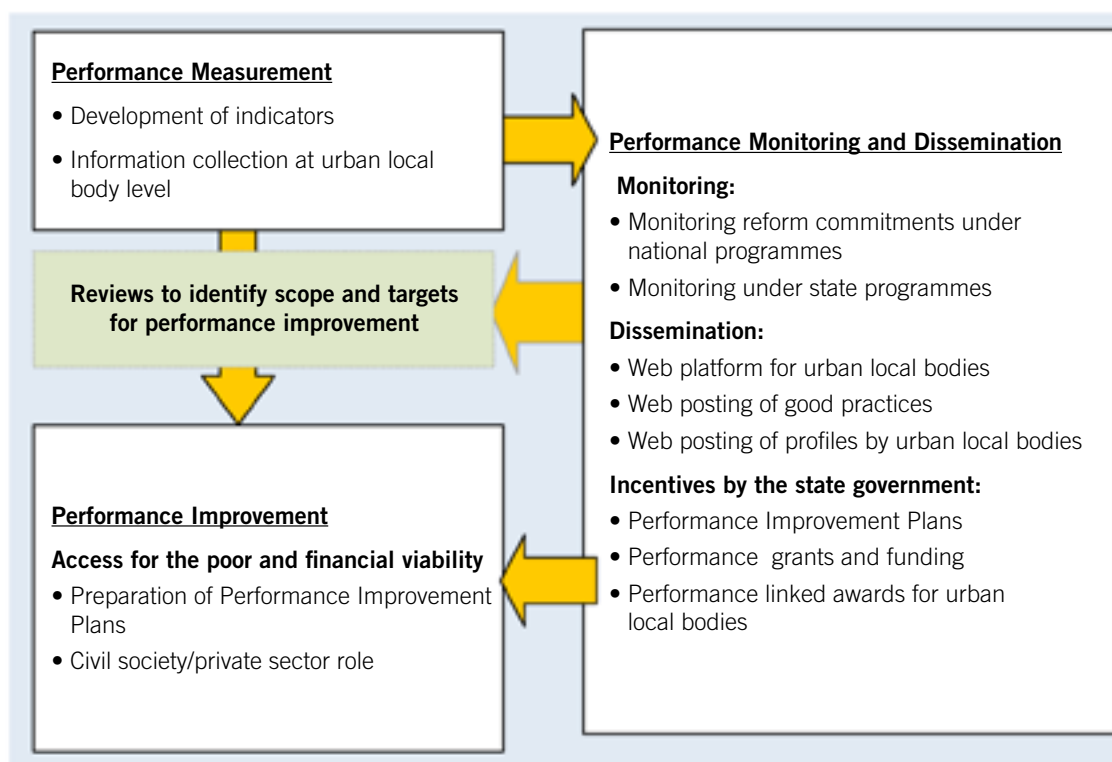 Performance Measurement
• Development of indicators
• Information collection at urban local
body level
Reviews to identify scope and targets
for performance improvement
Performance Improvement
Access for the poor and financial viability
• Preparation of Performance Improvement
Plans
• Civil society/private sector role
Performance Monitoring and Dissemination
Monitoring:
• Monitoring reform commitments under
national programmes
• Monitoring under state programmes
Dissemination:
• Web platform for urban local bodies
• Web posting of good practices
• Web posting of profiles by urban local bodies
Incentives by the state government:
• Performance Improvement Plans
• Performance grants and funding
• Performance linked awards for urban
local bodies